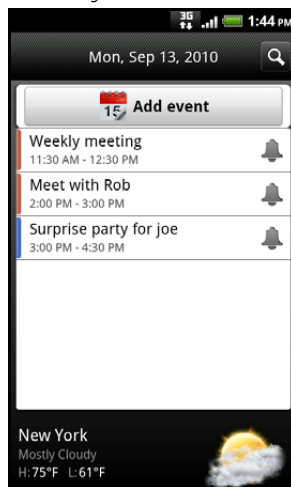 3G 1:44 PM
Mon, Sep 13, 2010
15 Add event
Weekly meeting
11:30 AM - 12:30 PM
Meet with Rob
2:00 PM - 3:00 PM
Surprise party for joe
3:00 PM - 4:30 PM
New York
Mostly Cloudy
H:75°F L:61°F